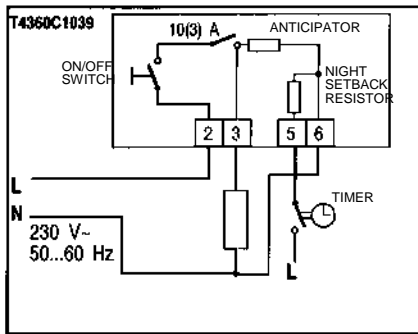 T4360C1039
10(3) A
ANTICIPATOR
ON/OFF
SWITCH
NIGHT
SETBACK
RESISTOR
2 3 5 6
L
TIMER
N
230 V~
50...60 Hz
L